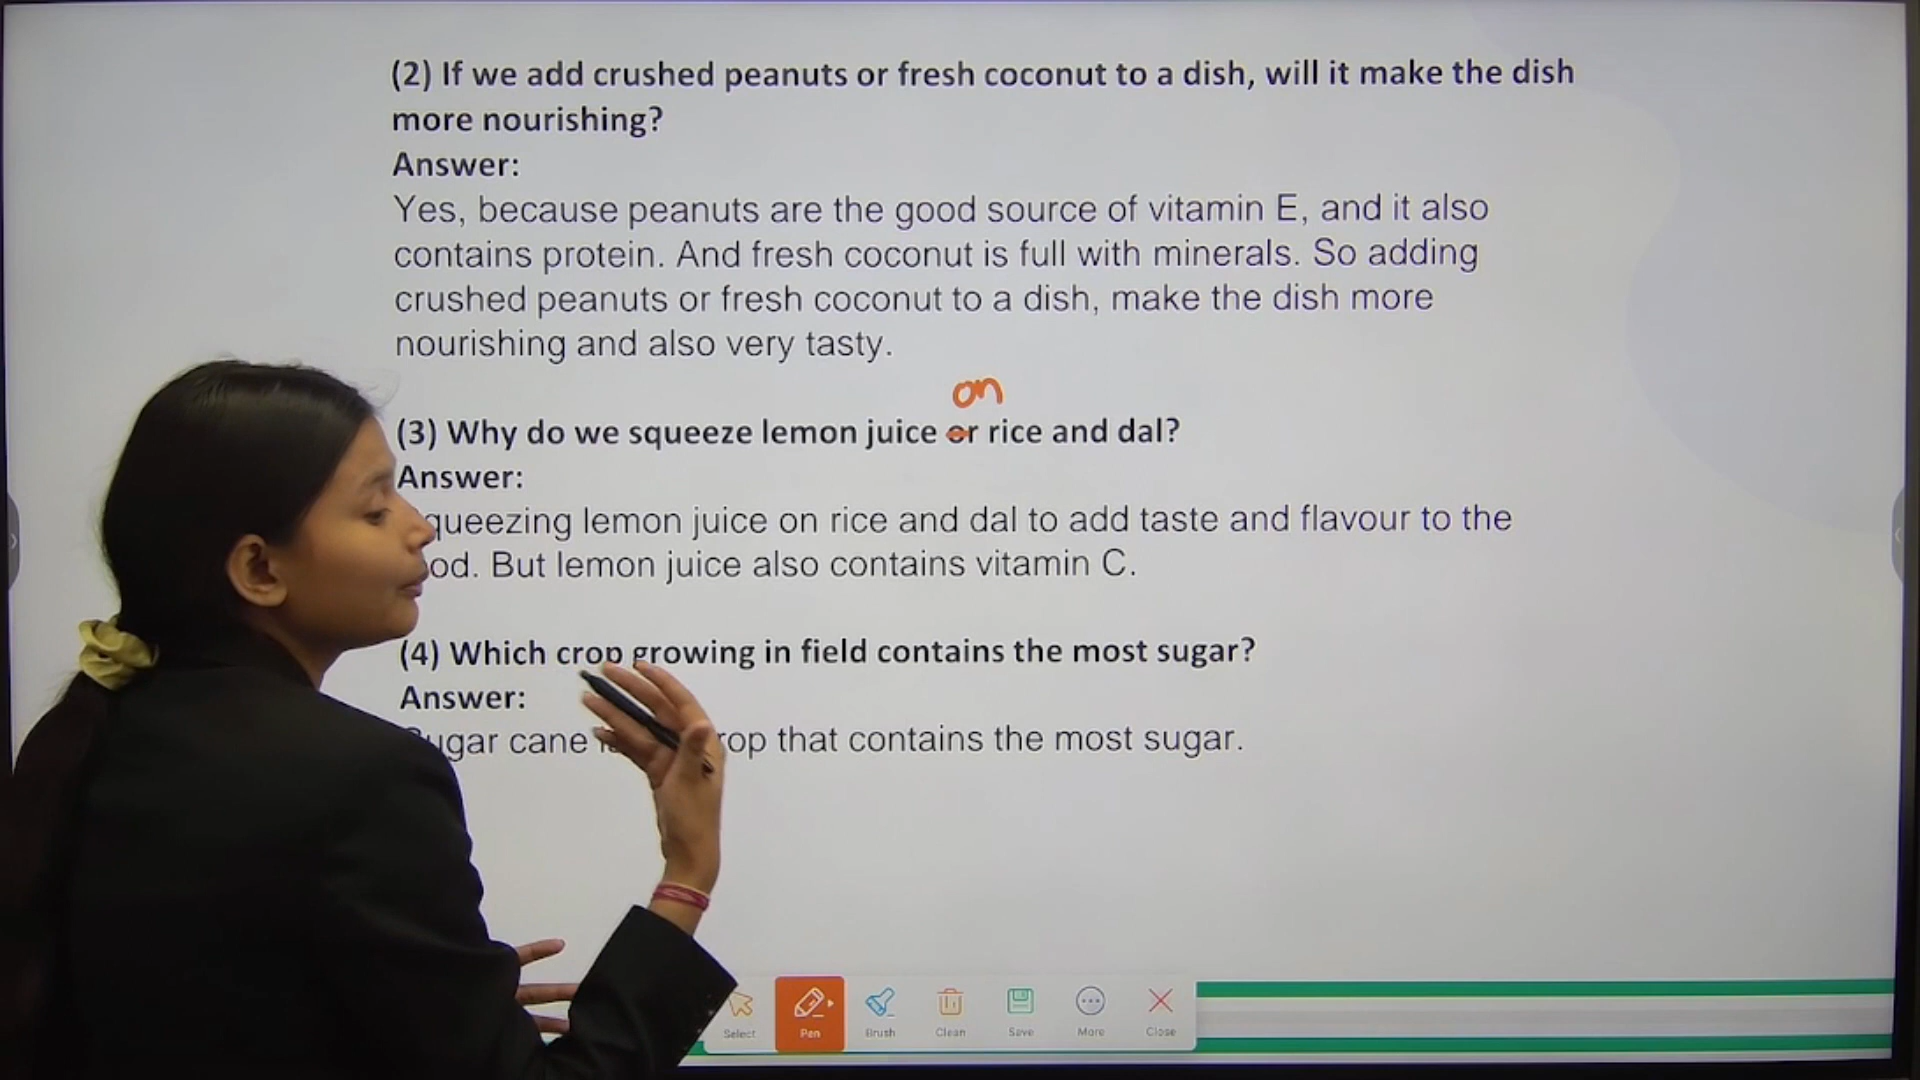 (2) If we add crushed peanuts or fresh coconut to a dish, will it make the dish
more nourishing?
Answer:
Yes, because peanuts are the good source of vitamin E, and it also
contains protein. And fresh coconut is full with minerals. So adding
crushed peanuts or fresh coconut to a dish, make the dish more
nourishing and also very tasty.
on
(3) Why do we squeeze lemon juice or rice and dal?
Answer:
queezing lemon juice on rice and dal to add taste and flavour to the
od. But lemon juice also contains vitamin C.
(4) Which crop growing in field contains the most sugar?
Answer:
Sugar cane rop that contains the most sugar.
Select Pen Brush Clean Save More Close